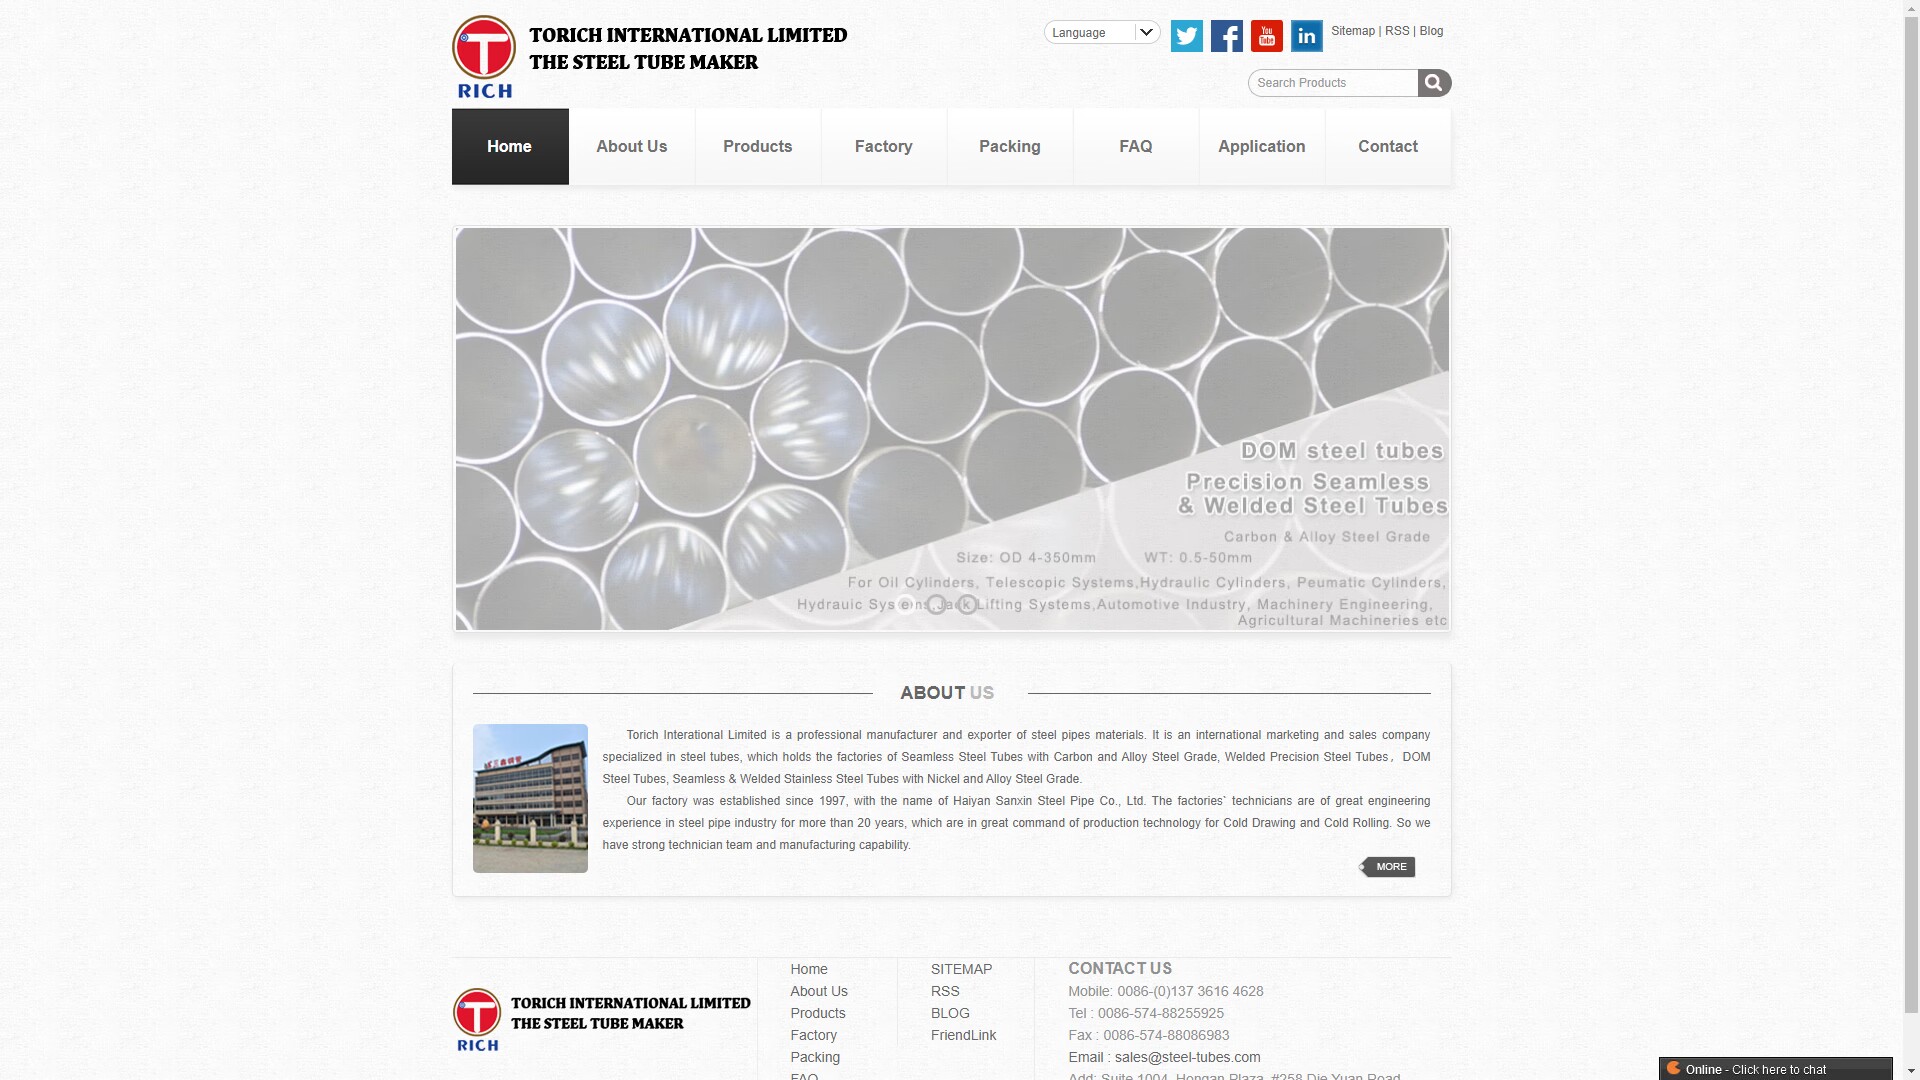 TORICH INTERNATIONAL LIMITED
THE STEEL TUBE MAKER
RICH
Language
You
Tube
in
Sitemap | RSS | Blog
Search Products
Home
About Us
Products
Factory
Packing
FAQ
Application
Contact
DOM steel tubes
Precision Seamless
& Welded Steel Tubes
Carbon & Alloy Steel Grade
Size: OD 4-350mm WT: 0.5-50mm
For Oil Cylinders, Telescopic Systems,Hydraulic Cylinders, Peumatic Cylinders,
Hydrauic Systems,Jack Lifting Systems,Automotive Industry, Machinery Engineering,
Agricultural Machineries etc
ABOUT US
Torich Interational Limited is a professional manufacturer and exporter of steel pipes materials. It is an international marketing and sales company
specialized in steel tubes, which holds the factories of Seamless Steel Tubes with Carbon and Alloy Steel Grade, Welded Precision Steel Tubes，DOM
Steel Tubes, Seamless & Welded Stainless Steel Tubes with Nickel and Alloy Steel Grade.
Our factory was established since 1997, with the name of Haiyan Sanxin Steel Pipe Co., Ltd. The factories` technicians are of great engineering
experience in steel pipe industry for more than 20 years, which are in great command of production technology for Cold Drawing and Cold Rolling. So we
have strong technician team and manufacturing capability.
MORE
TORICH INTERNATIONAL LIMITED
THE STEEL TUBE MAKER
RICH
Home
About Us
Products
Factory
Packing
FAQ
SITEMAP
RSS
BLOG
FriendLink
CONTACT US
Mobile: 0086-(0)137 3616 4628
Tel : 0086-574-88255925
Fax : 0086-574-88086983
Email : sales@steel-tubes.com
Add: Suite 1004, Hongan Plaza, #258 Die Yuan Road,
Online - Click here to chat